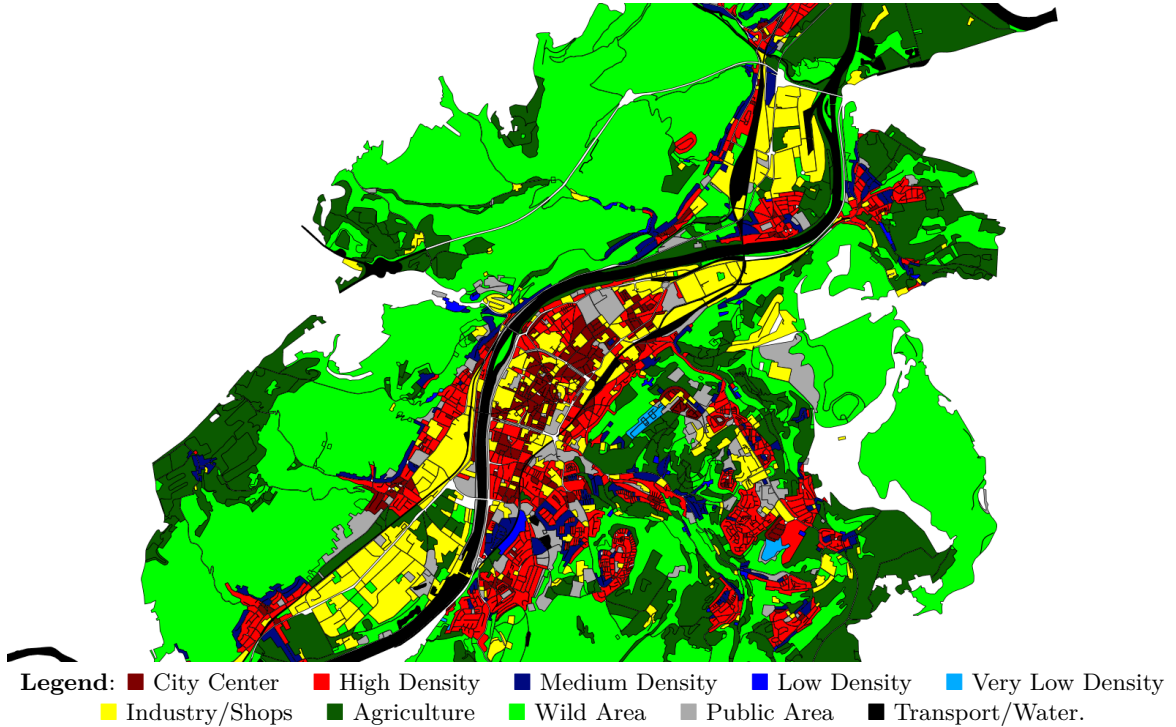 Legend: City Center High Density Medium Density Low Density Very Low Density
Industry/Shops Agriculture Wild Area Public Area Transport/Water.